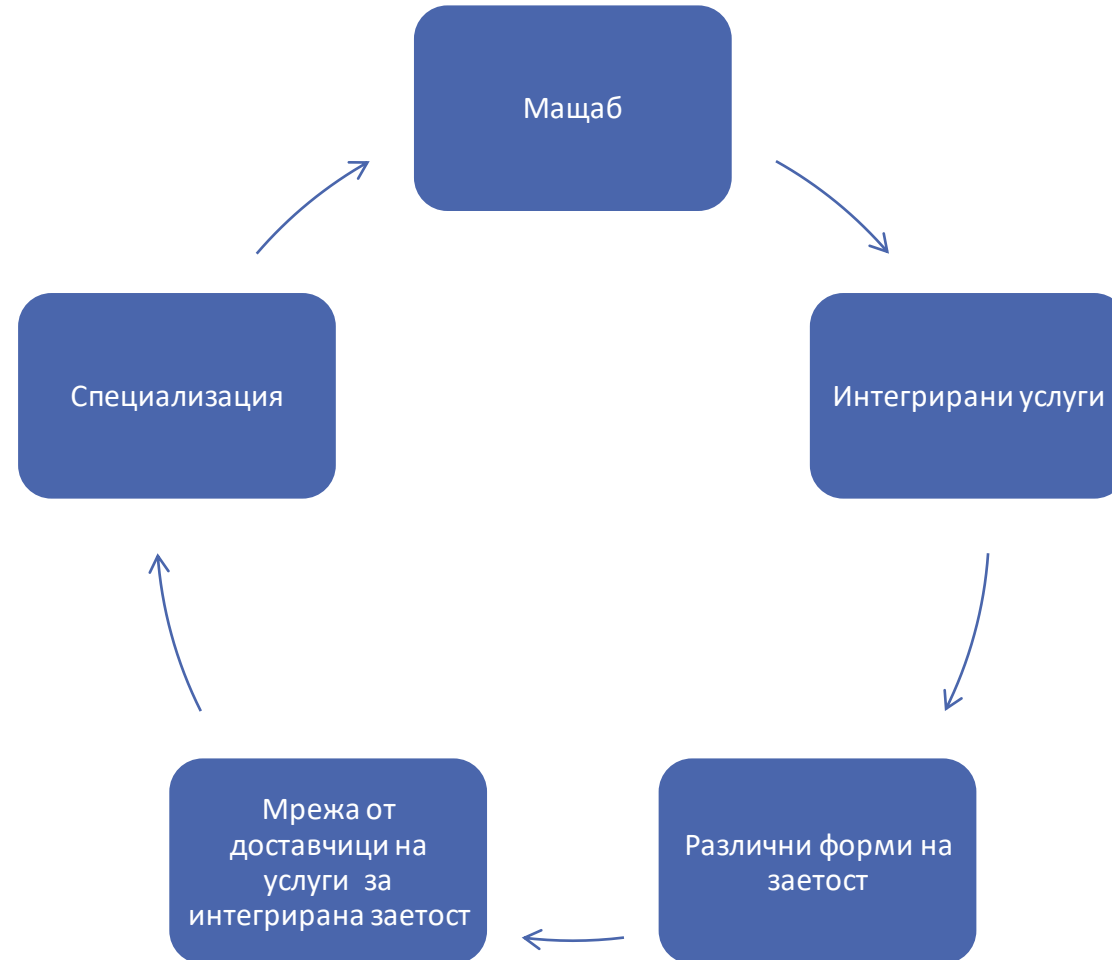 Мащаб
Интегрирани услуги
Различни форми на
заетост
Мрежа от
доставчици на
услуги за
интегрирана заетост
Специализация